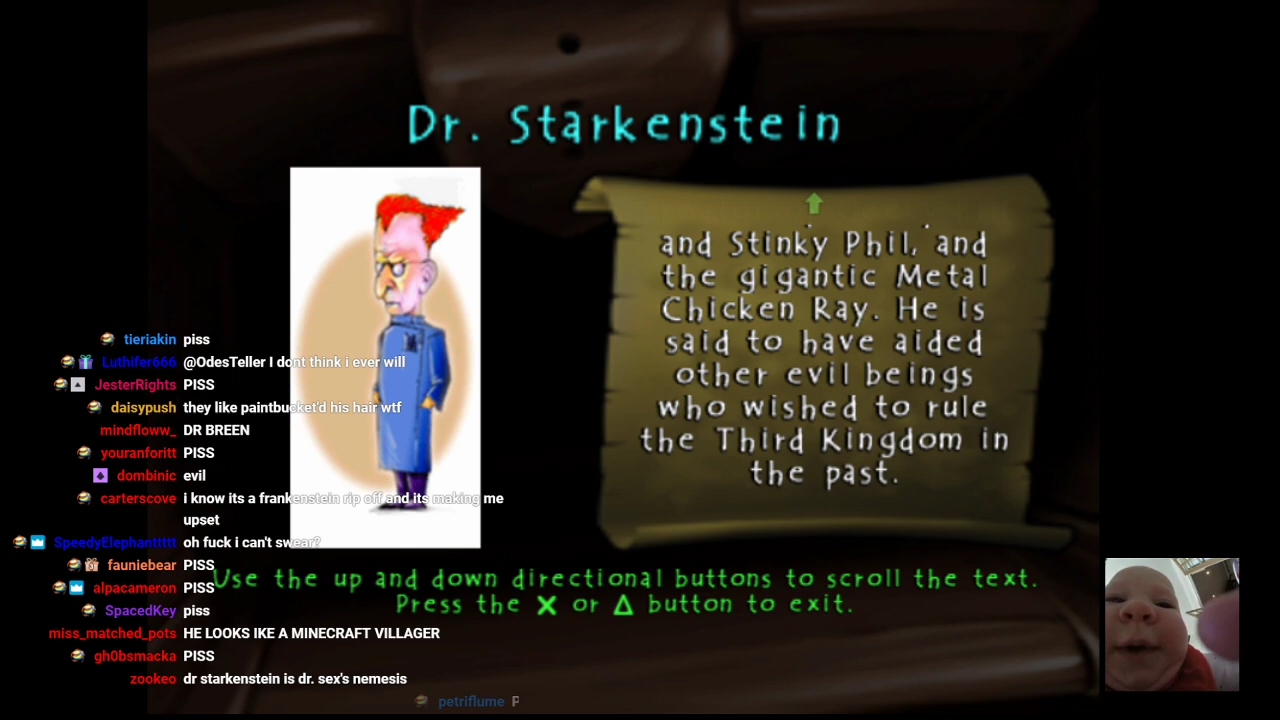 Dr. Starkenstein
and Stinky Phil, and
the gigantic Metal
Chicken Ray. He is
said to have aided
other evil beings
who wished to rule
the Third Kingdom in
the past.
Use the up and down directional buttons to scroll the text.
Press the X or Δ button to exit.
tieriakin piss
Luthifer666 @OdesTeller I dont think i ever will
JesterRights PISS
daisypush they like paintbucket'd his hair wtf
mindfloww_ DR BREEN
youranforitt PISS
dombinic evil
carterscove i know its a frankenstein rip off and its making me
upset
SpeedyElephanttttt oh fuck i can't swear?
fauniebear PISS
alpacameron PISS
SpacedKey piss
miss_matched_pots HE LOOKS IKE A MINECRAFT VILLAGER
gh0bsmacka PISS
zookeo dr starkenstein is dr. sex's nemesis
petriflume P